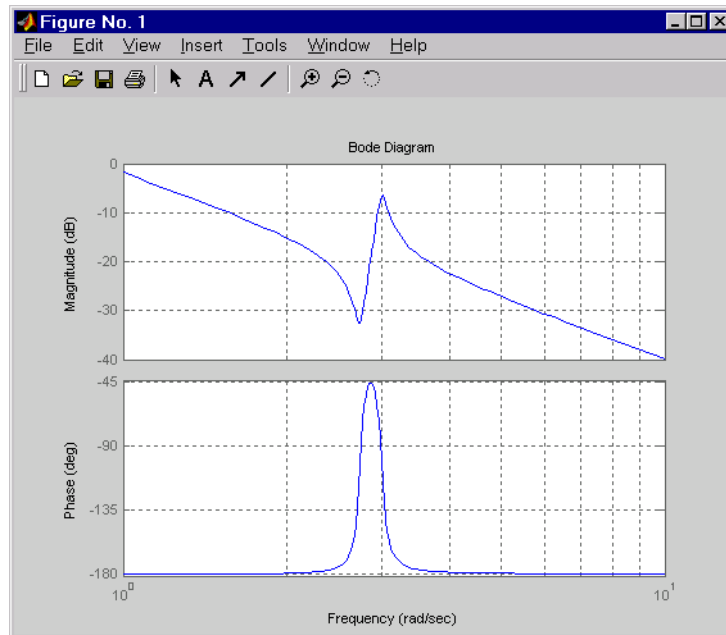 Figure No. 1
File Edit View Insert Tools Window Help
A
Bode Diagram
Magnitude (dB)
0
-10
-20
-30
-40
Phase (deg)
-45
-90
-135
-180
10^0
10^1
Frequency (rad/sec)